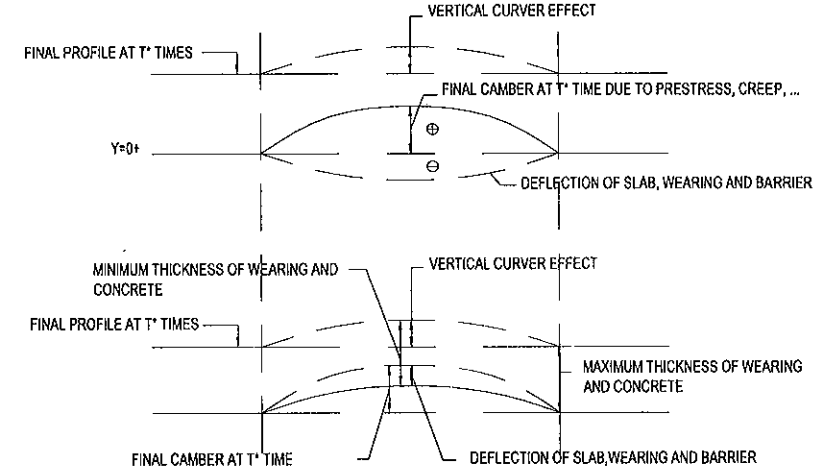 VERTICAL CURVER EFFECT
FINAL PROFILE AT T* TIMES
FINAL CAMBER AT T* TIME DUE TO PRESTRESS, CREEP, ...
⊕
Y=0+
⊖
DEFLECTION OF SLAB, WEARING AND BARRIER
MINIMUM THICKNESS OF WEARING AND
CONCRETE
VERTICAL CURVER EFFECT
FINAL PROFILE AT T* TIMES
MAXIMUM THICKNESS OF WEARING
AND CONCRETE
FINAL CAMBER AT T* TIME
DEFLECTION OF SLAB,WEARING AND BARRIER